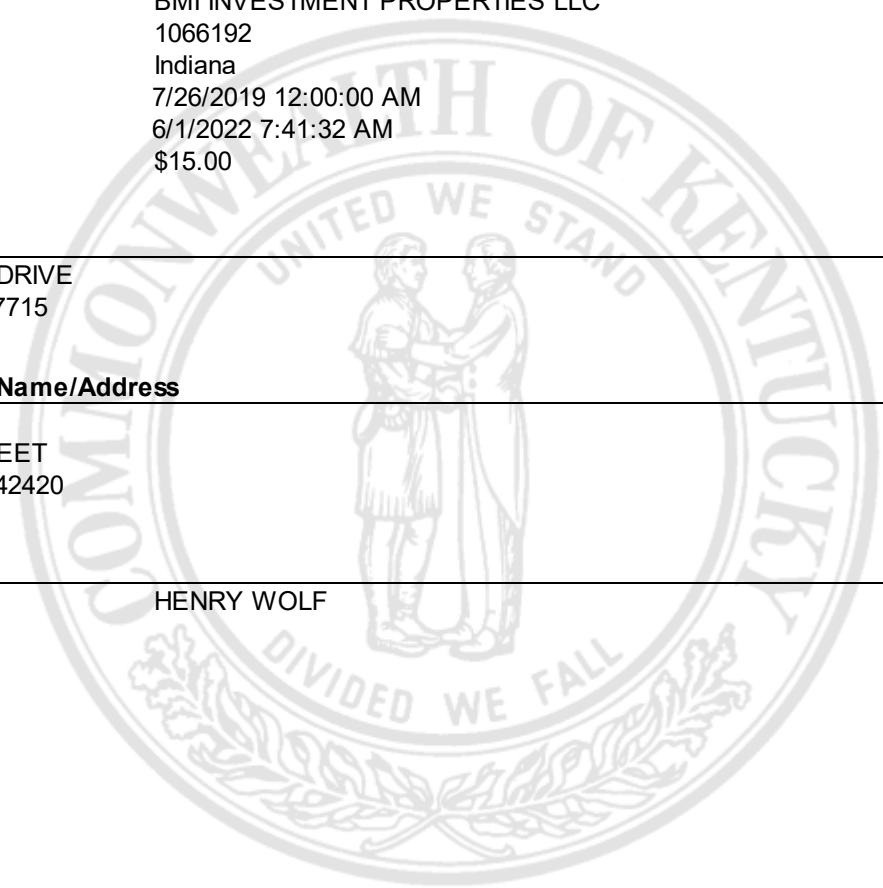 BMI INVESTMENT PROPERTIES LLC
1066192
Indiana
7/26/2019 12:00:00 AM
6/1/2022 7:41:32 AM
$15.00
DRIVE
7715
Name/Address
EET
42420
HENRY WOLF
COMMONWEALTH OF KENTUCKY
UNITED WE STAND
DIVIDED WE FALL